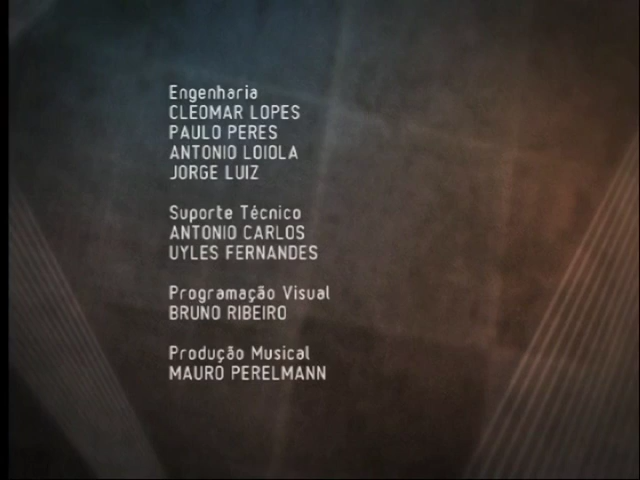 Engenharia
CLEOMAR LOPES
PAULO PERES
ANTONIO LOIOLA
JORGE LUIZ
Suporte Técnico
ANTONIO CARLOS
UYLES FERNANDES
Programação Visual
BRUNO RIBEIRO
Produção Musical
MAURO PERELMANN